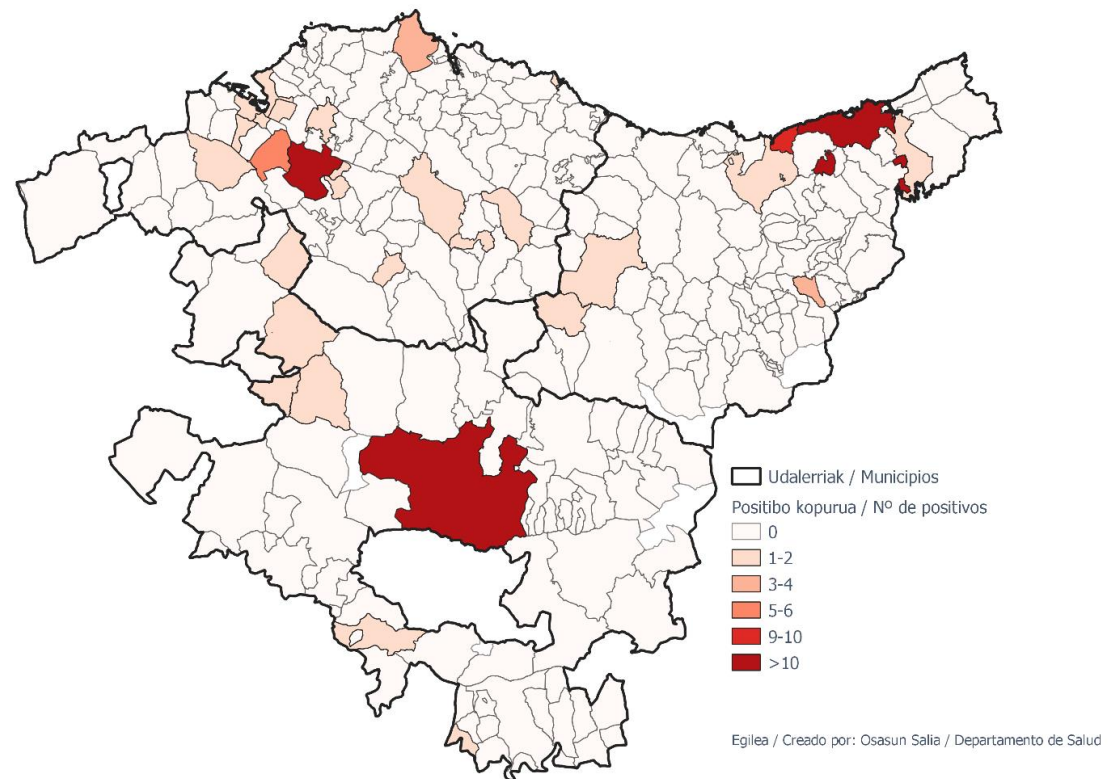 Udalerriak / Municipios
Positibo kopurua / Nº de positivos
0
1-2
3-4
5-6
9-10
>10
Egilea / Creado por: Osasun Salia / Departamento de Salud